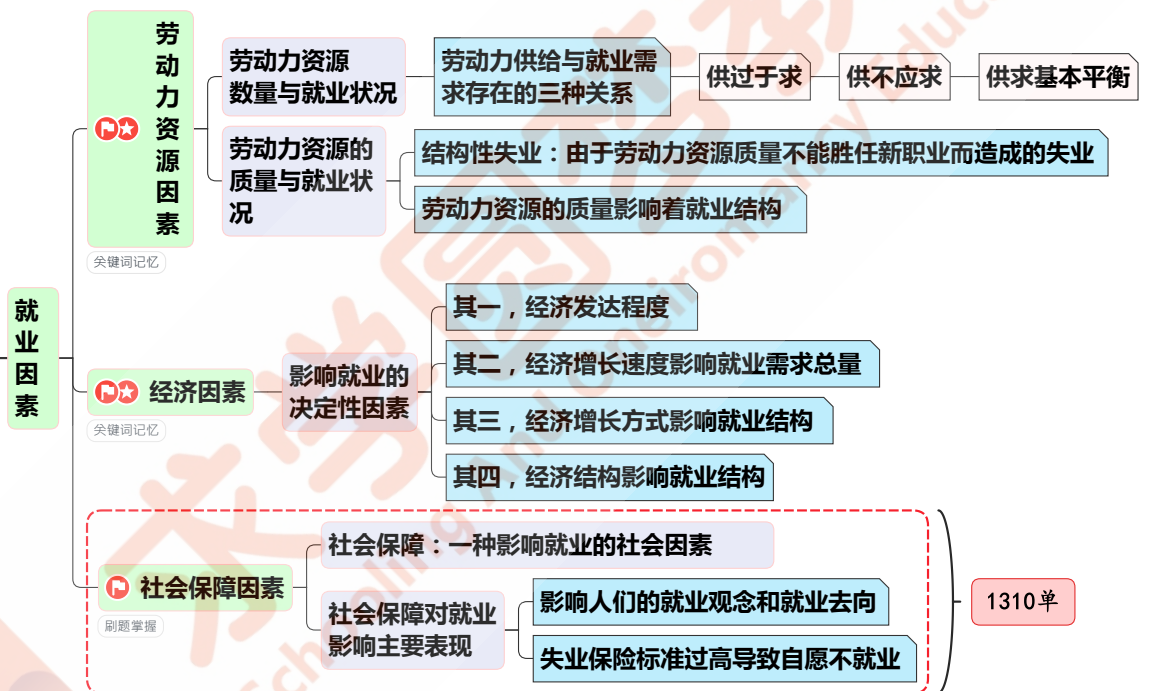 就
业
因
素
劳
动
力
资
源
因
素
关键词记忆
劳动力资源
数量与就业状况
劳动力供给与就业需
求存在的三种关系
供过于求
供不应求
供求基本平衡
劳动力资源的
质量与就业状
况
结构性失业：由于劳动力资源质量不能胜任新职业而造成的失业
劳动力资源的质量影响着就业结构
经济因素
关键词记忆
影响就业的
决定性因素
其一，经济发达程度
其二，经济增长速度影响就业需求总量
其三，经济增长方式影响就业结构
其四，经济结构影响就业结构
社会保障因素
刷题掌握
社会保障：一种影响就业的社会因素
社会保障对就业
影响主要表现
影响人们的就业观念和就业去向
失业保险标准过高导致自愿不就业
1310单
求学圆梦教
Schooling And Oneiromancy Educ